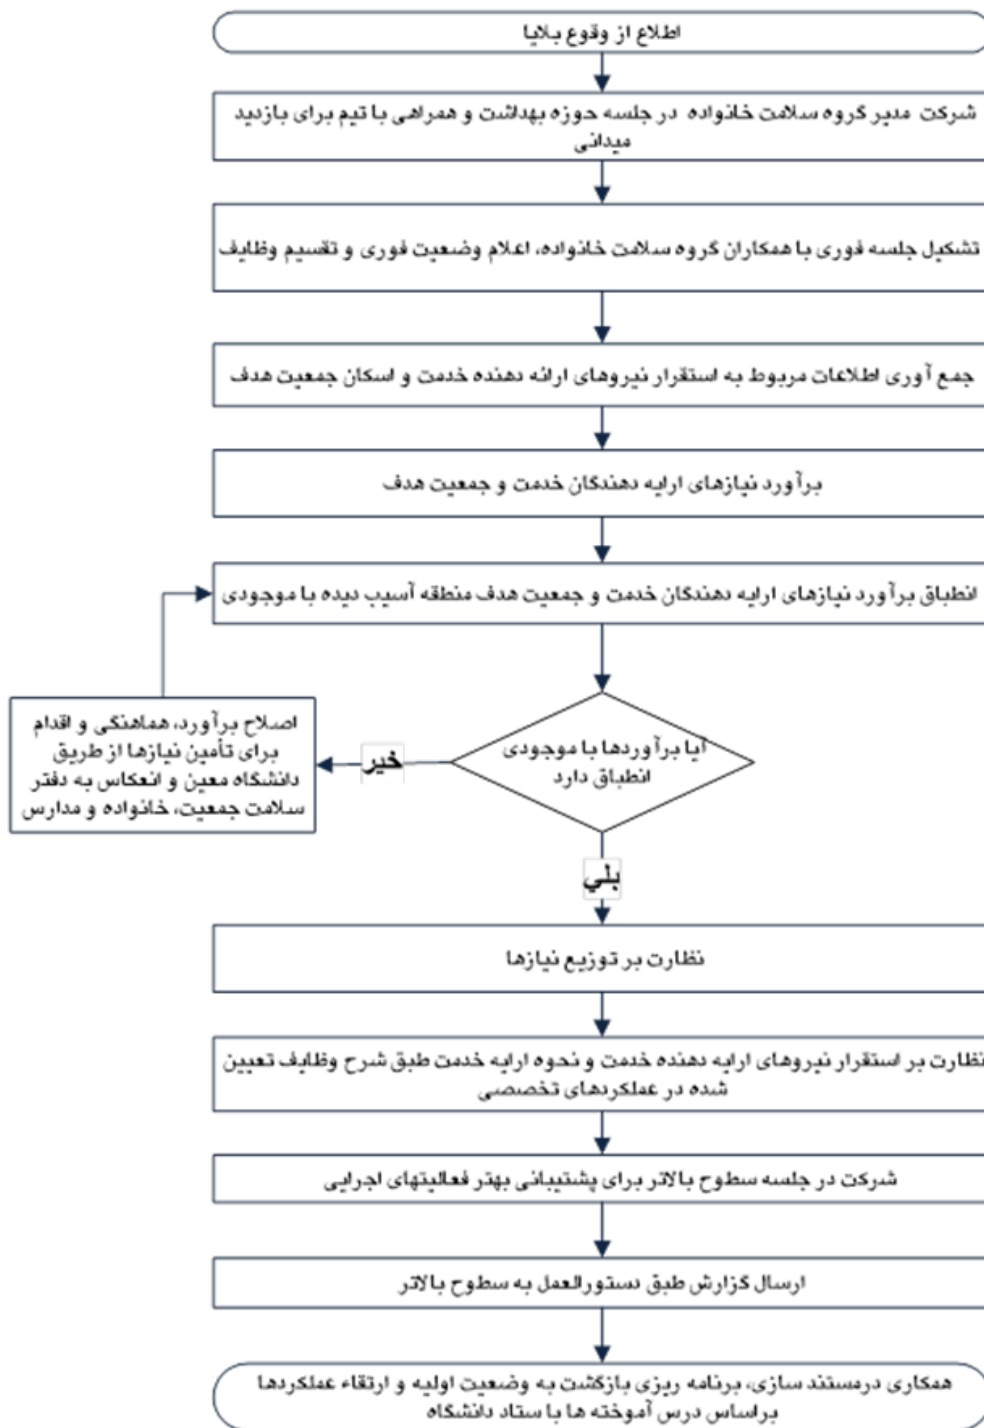 اطلاع از وقوع بلایا
شرکت مدیر گروه سلامت خانواده در جلسه حوزه بهداشت و همراهی با تیم برای بازدید
میدانی
تشکیل جلسه فوری با همکاران گروه سلامت خانواده، اعلام وضعیت فوری و تقسیم وظایف
جمع آوری اطلاعات مربوط به استقرار نیروهای ارائه دهنده خدمت و اسکان جمعیت هدف
برآورد نیازهای ارایه دهندگان خدمت و جمعیت هدف
انطباق برآورد نیازهای ارایه دهندگان خدمت و جمعیت هدف منطقه آسیب دیده با موجودی
آیا برآوردها با موجودی
انطباق دارد
خیر
اصلاح برآورد، هماهنگی و اقدام
برای تأمین نیازها از طریق
دانشگاه معین و انعکاس به دفتر
سلامت جمعیت، خانواده و مدارس
بلي
نظارت بر توزیع نیازها
نظارت بر استقرار نیروهای ارایه دهنده خدمت و نحوه ارایه خدمت طبق شرح وظایف تعیین
شده در عملکردهای تخصصی
شرکت در جلسه سطوح بالاتر برای پشتیبانی بهتر فعالیتهای اجرایی
ارسال گزارش طبق دستورالعمل به سطوح بالاتر
همکاری درمستند سازی، برنامه ریزی بازگشت به وضعیت اولیه و ارتقاء عملکردها
براساس درس آموخته ها با ستاد دانشگاه